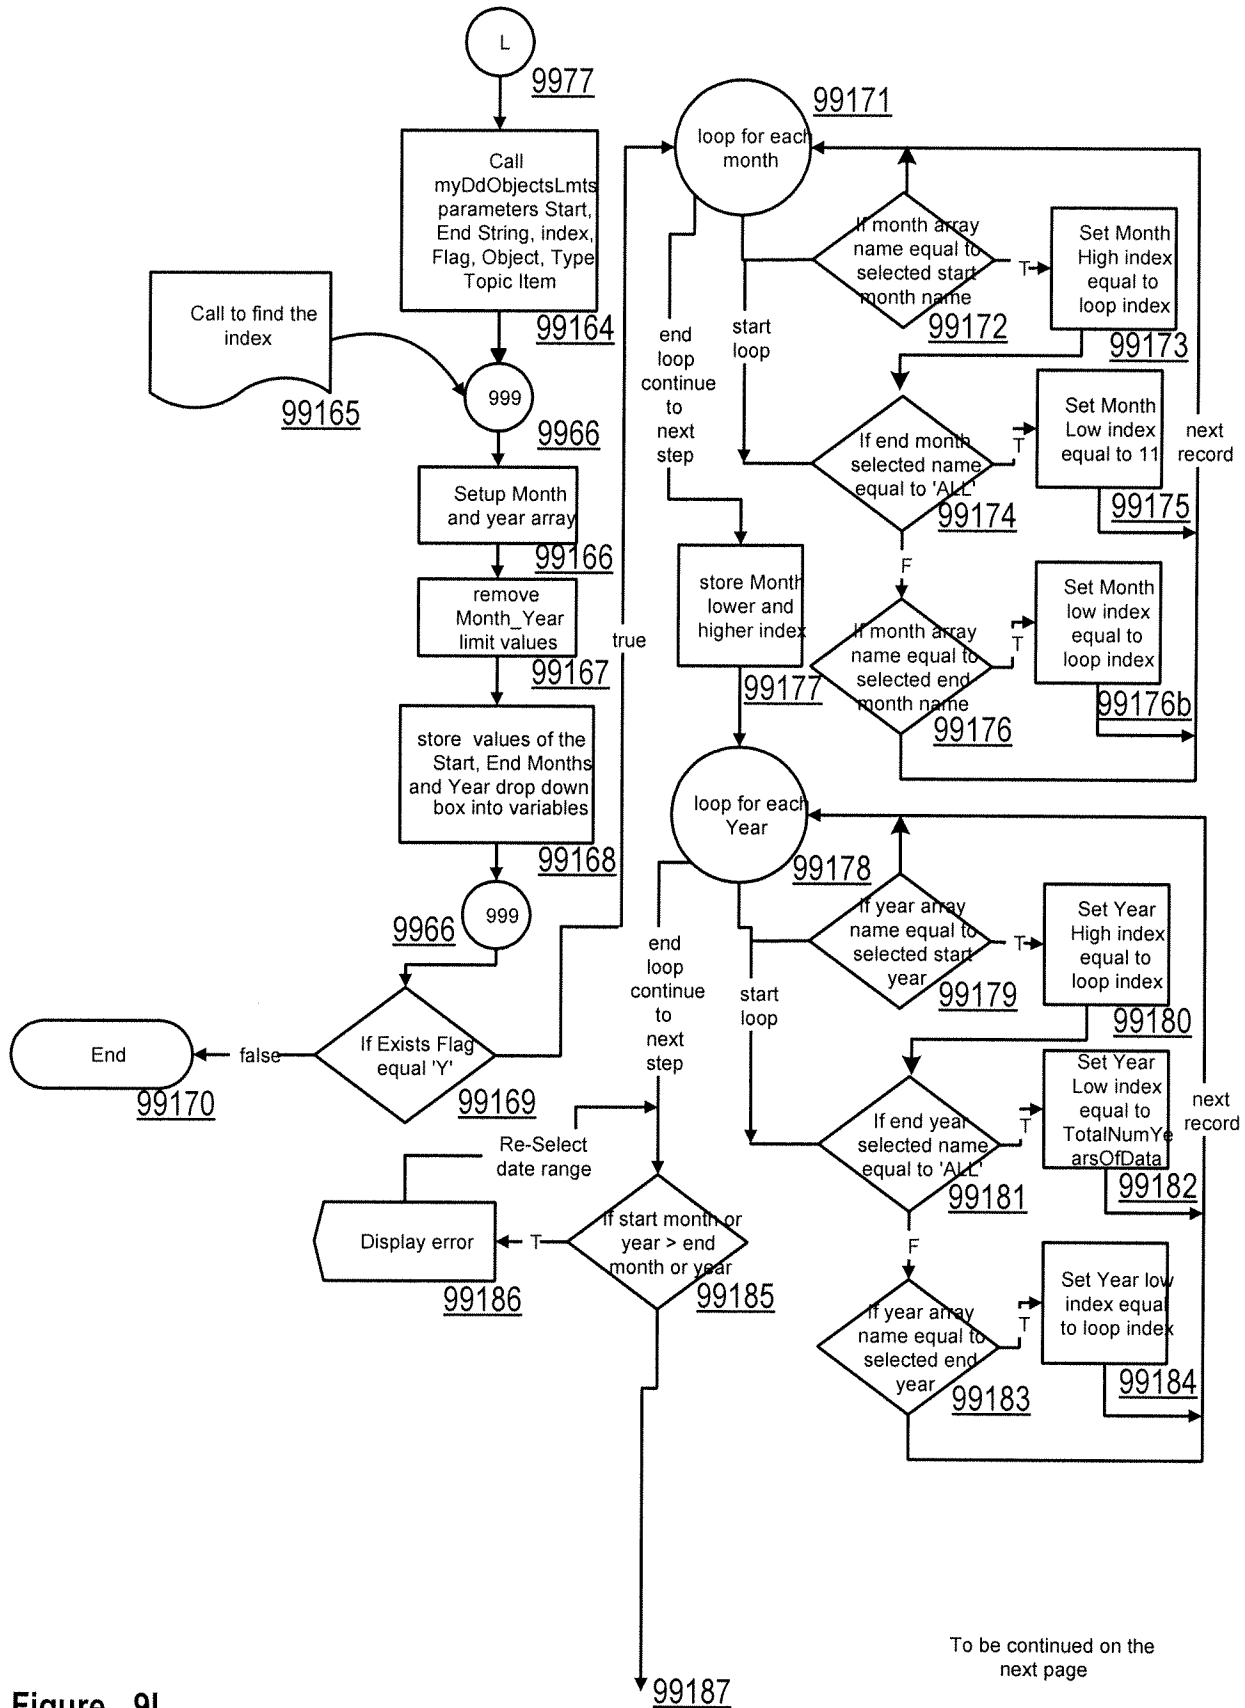 L
9977
Call
myDdObjectsLmts
parameters Start,
End String, index,
Flag, Object, Type
Topic Item
99164
Call to find the
index
99165
999
9966
Setup Month
and year array
99166
remove
Month_Year
limit values
99167
store values of the
Start, End Months
and Year drop down
box into variables
99168
999
9966
If Exists Flag
equal 'Y'
99169
false
End
99170
true
loop for each
month
99171
If month array
name equal to
selected start
month name
99172
T
Set Month
High index
equal to
loop index
99173
start
loop
end
loop
continue
to
next
step
If end month
selected name
equal to 'ALL'
99174
T
Set Month
Low index
equal to 11
99175
next
record
F
If month array
name equal to
selected end
month name
99176
T
Set Month
low index
equal to
loop index
99176b
store Month
lower and
higher index
99177
loop for each
Year
99178
If year array
name equal to
selected start
year
99179
T
Set Year
High index
equal to
loop index
99180
end
loop
continue
to
next
step
start
loop
If end year
selected name
equal to 'ALL'
99181
T
Set Year
Low index
equal to
TotalNumYe
arsOfData
99182
next
record
F
If year array
name equal to
selected end
year
99183
T
Set Year low
index equal
to loop index
99184
Re-Select
date range
If start month or
year > end
month or year
99185
T
Display error
99186
99187
To be continued on the
next page
Figure 9L